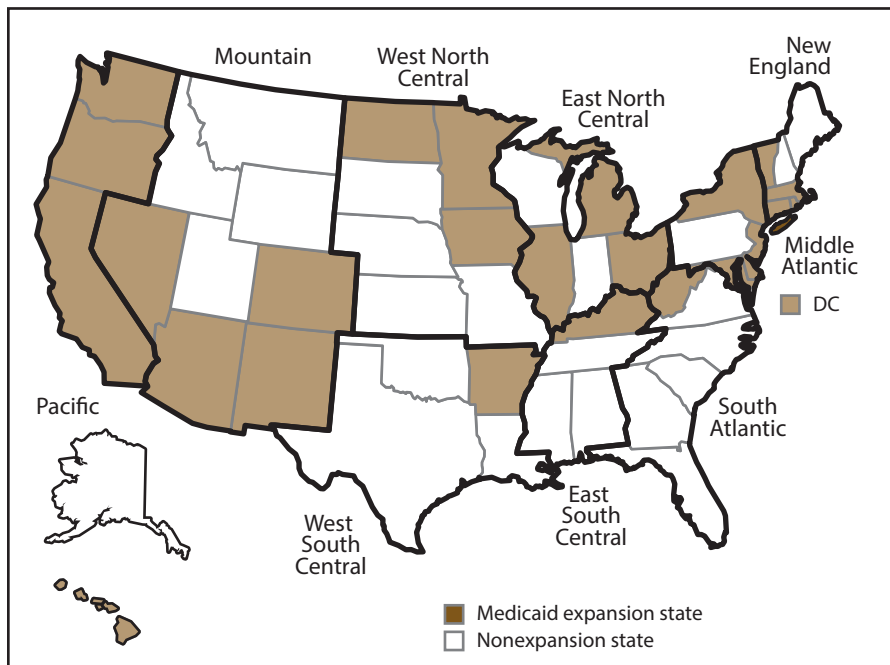 Mountain
West North
Central
New
England
East North
Central
Middle
Atlantic
DC
Pacific
South
Atlantic
West
South
Central
East
South
Central
Medicaid expansion state
Nonexpansion state